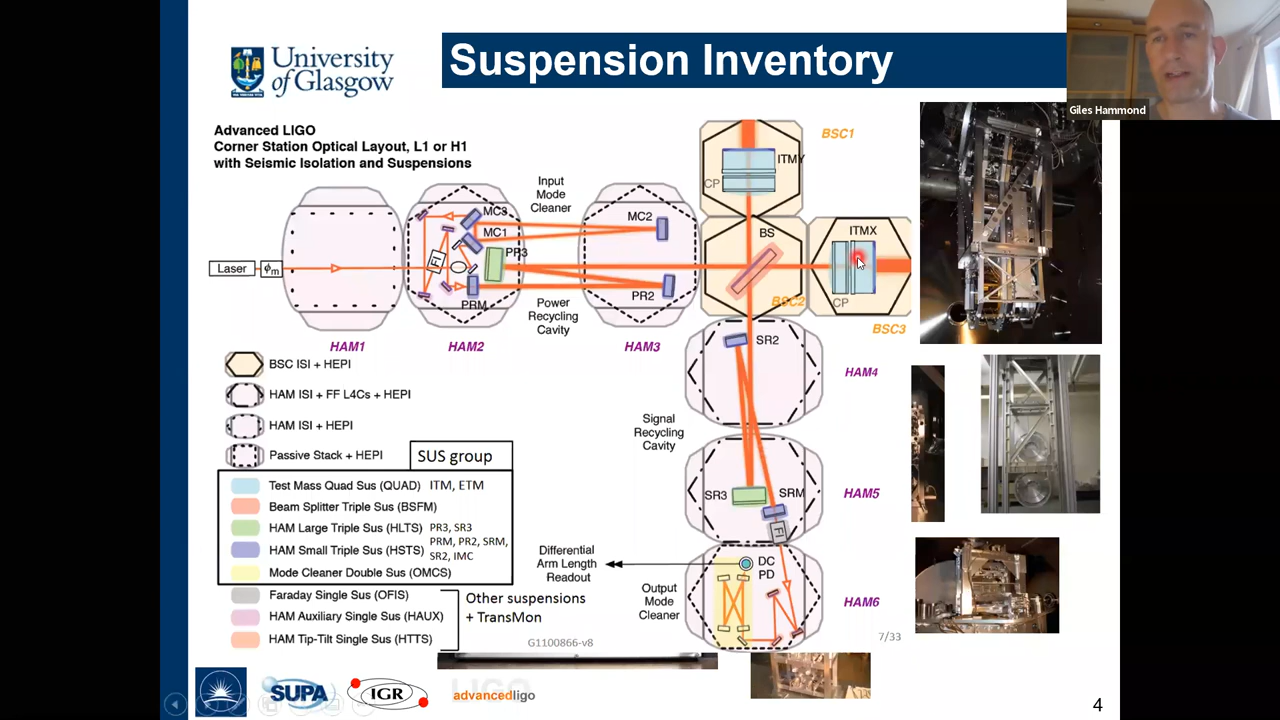 Suspension Inventory
University
of Glasgow
Giles Hammond
Advanced LIGO
Corner Station Optical Layout, L1 or H1
with Seismic Isolation and Suspensions
BSC1
ITMY
CP
Input
Mode
Cleaner
MC3
MC1
MC2
BS
ITMX
Laser
ϕm
FI
PR3
PRM
PR2
CP
BSC2
Power
Recycling
Cavity
BSC3
HAM1
HAM2
HAM3
SR2
HAM4
BSC ISI + HEPI
HAM ISI + FF L4Cs + HEPI
HAM ISI + HEPI
Passive Stack + HEPI
Signal
Recycling
Cavity
SUS group
Test Mass Quad Sus (QUAD) ITM, ETM
Beam Splitter Triple Sus (BSFM)
HAM Large Triple Sus (HLTS) PR3, SR3
HAM Small Triple Sus (HSTS) PRM, PR2, SRM,
SR2, IMC
Mode Cleaner Double Sus (OMCS)
SR3
SRM
HAM5
FI
Differential
Arm Length
Readout
DC
PD
Output
Mode
Cleaner
HAM6
Faraday Single Sus (OFIS)
HAM Auxiliary Single Sus (HAUX)
HAM Tip-Tilt Single Sus (HTTS)
Other suspensions
+ TransMon
G1100866-v8
7/33
SUPA
IGR
advancedligo
LIGO
4